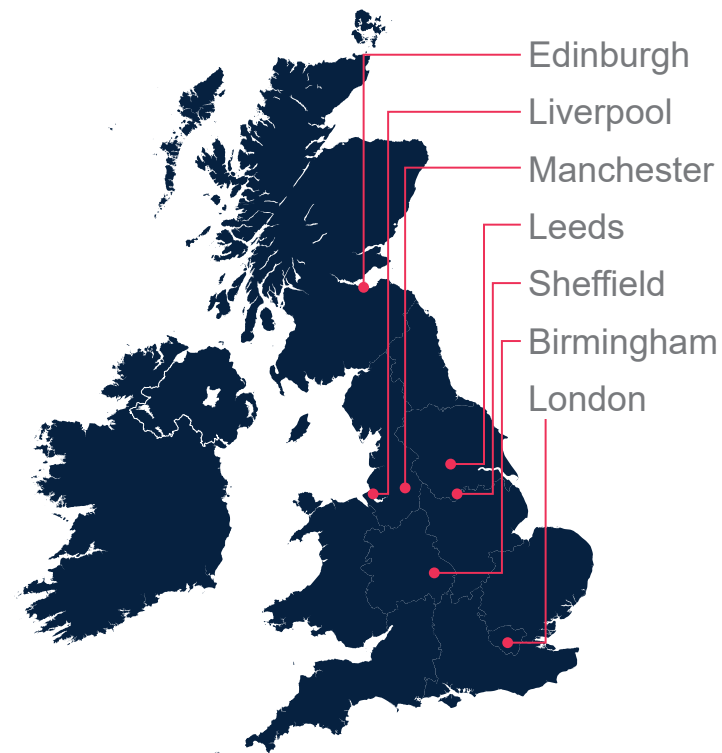 Edinburgh
Liverpool
Manchester
Leeds
Sheffield
Birmingham
London